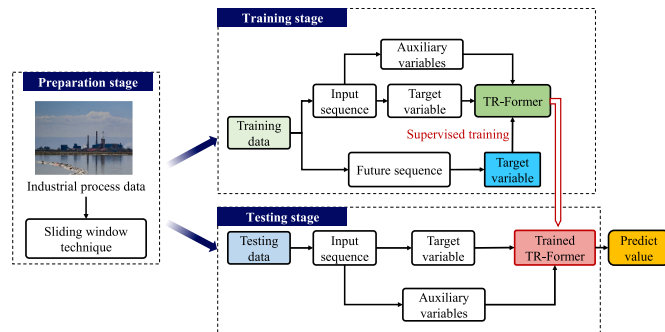 Preparation stage
Industrial process data
Sliding window
technique
Training stage
Training
data
Input
sequence
Auxiliary
variables
Target
variable
TR-Former
Supervised training
Future sequence
Target
variable
Testing stage
Testing
data
Input
sequence
Target
variable
Auxiliary
variables
Trained
TR-Former
Predict
value